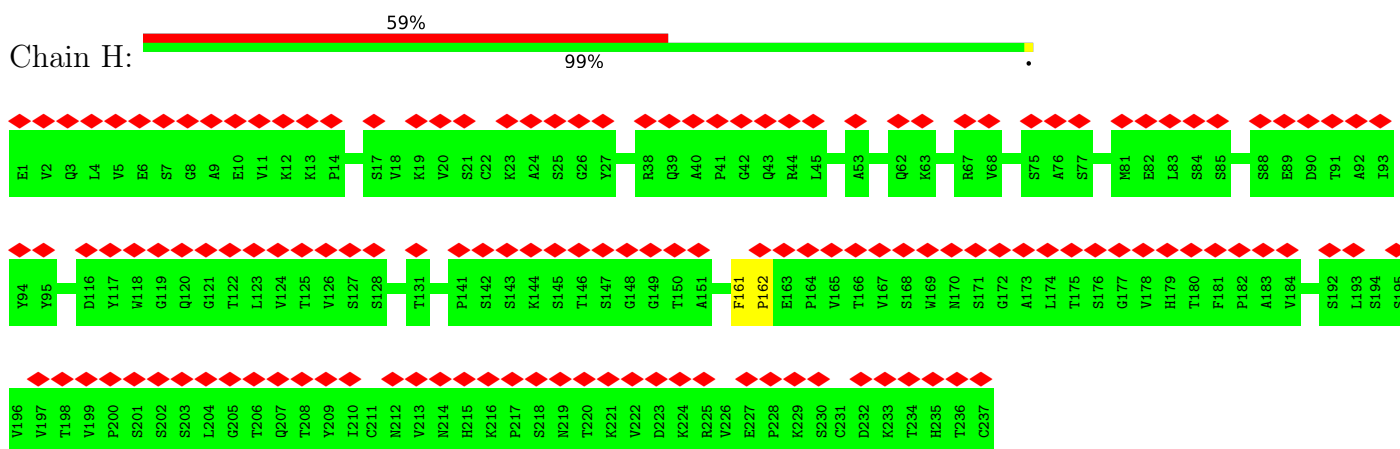 59%
Chain H:
99%
.
E1 V2 Q3 L4 V5 E6 S7 G8 A9 E10 V11 K12 K13 P14 S17 V18 K19 V20 S21 C22 K23 A24 S25 G26 Y27 R38 Q39 A40 P41 G42 Q43 R44 L45 A53 Q62 K63 R67 V68 S75 A76 S77 M81 E82 L83 S84 S85 S88 E89 D90 T91 A92 I93
Y94 Y95 D116 Y117 W118 G119 Q120 G121 T122 L123 V124 T125 V126 S127 S128 T131 P141 S142 S143 K144 S145 T146 S147 G148 G149 T150 A151 F161 P162 E163 P164 V165 T166 V167 S168 W169 N170 S171 G172 A173 L174 T175 S176 G177 V178 H179 T180 F181 P182 A183 V184 S192 L193 S194 S195
V196 V197 T198 V199 P200 S201 S202 S203 L204 G205 T206 Q207 T208 Y209 I210 C211 N212 V213 N214 H215 K216 P217 S218 N219 T220 K221 V222 D223 K224 R225 V226 E227 P228 K229 S230 C231 D232 K233 T234 H235 T236 C237